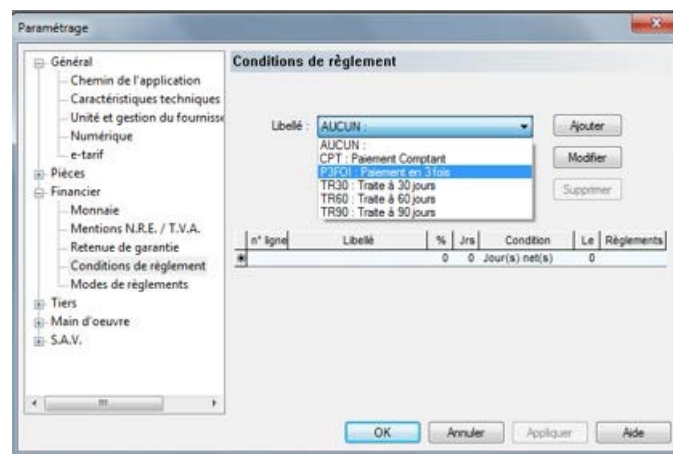 Paramétrage
Général
Chemin de l'application
Caractéristiques techniques
Unité et gestion du fournisse
Numérique
e-tarif
Pièces
Financier
Monnaie
Mentions N.R.E. / T.V.A.
Retenue de garantie
Conditions de règlement
Modes de règlements
Tiers
Main d'oeuvre
S.A.V.
Conditions de règlement
Libellé : AUCUN : Ajouter
AUCUN :
CPT : Paiement Comptant
P3FOI : Paiement en 3 fois
TR30 : Traite à 30 jours
TR60 : Traite à 60 jours
TR90 : Traite à 90 jours
Modifier
Supprimer
n° ligne Libellé % Jrs Condition Le Règlements
0 0 Jour(s) net(s) 0
OK Annuler Appliquer Aide